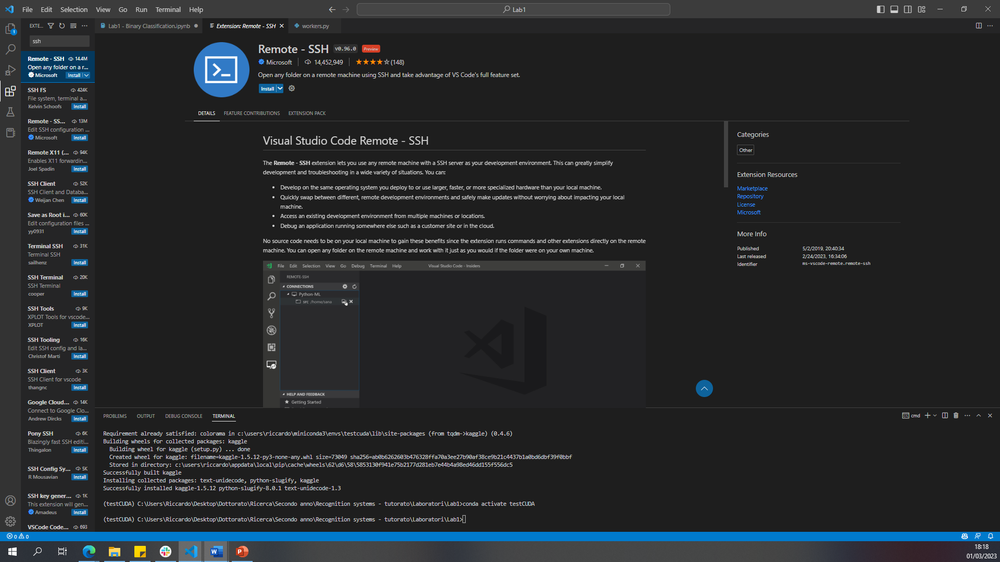 File Edit Selection View Go Run Terminal Help
Lab1
EXTE...
Lab1 - Binary Classification.ipynb
Extension: Remote - SSH
workers.py
1
ssh
Remote - SSH 14.4M
Open any folder on a r...
Microsoft Install
SSH FS 424K
File system, terminal a...
Kelvin Schoofs Install
Remote - SS... 13M
Edit SSH configuration ...
Microsoft Install
Remote X11 (... 94K
Enables X11 forwardin...
Joel Spadin Install
SSH Client 52K
SSH Client and Databa...
Weijan Chen Install
Save as Root i... 60K
Edit configuration files ...
yy0931 Install
Terminal SSH 31K
Terminal SSH
sailhenz Install
SSH Terminal 20K
SSH Terminal
cooper Install
SSH Tools 9K
XPLOT Tools for vscode...
XPLOT Install
SSH Tooling 16K
Edit SSH config and la...
Christof Marti Install
SSH Client 3K
SSH Client for vscode
thangnc Install
Google Cloud... 14K
Connect to Google Clo...
Andrew Dircks Install
Pony SSH 6K
Blazingly fast SSH editi...
Thingalon Install
SSH Config Sy... 5K
R Mousavian Install
SSH key gener... 1K
This extension will gen...
Amadeus Install
VSCode Code... 693
Remote - SSH v0.96.0 Preview
Microsoft 14,452,949 (148)
Open any folder on a remote machine using SSH and take advantage of VS Code's full feature set.
Install
DETAILS FEATURE CONTRIBUTIONS EXTENSION PACK
Visual Studio Code Remote - SSH
The Remote - SSH extension lets you use any remote machine with a SSH server as your development environment. This can greatly simplify
development and troubleshooting in a wide variety of situations. You can:
• Develop on the same operating system you deploy to or use larger, faster, or more specialized hardware than your local machine.
• Quickly swap between different, remote development environments and safely make updates without worrying about impacting your local
machine.
• Access an existing development environment from multiple machines or locations.
• Debug an application running somewhere else such as a customer site or in the cloud.
No source code needs to be on your local machine to gain these benefits since the extension runs commands and other extensions directly on the remote
machine. You can open any folder on the remote machine and work with it just as you would if the folder were on your own machine.
File Edit Selection View Go Debug Terminal Help Visual Studio Code - Insiders
REMOTE-SSH
CONNECTIONS
Python-ML
src /home/sana
HELP AND FEEDBACK
Getting Started
Categories
Other
Extension Resources
Marketplace
Repository
License
Microsoft
More Info
Published 5/2/2019, 20:40:34
Last released 2/24/2023, 16:34:06
Identifier ms-vscode-remote.remote-ssh
PROBLEMS OUTPUT DEBUG CONSOLE TERMINAL
cmd
Requirement already satisfied: colorama in c:\users\riccardo\miniconda3\envs\testcuda\lib\site-packages (from tqdm->kaggle) (0.4.6)
Building wheels for collected packages: kaggle
Building wheel for kaggle (setup.py) ... done
Created wheel for kaggle: filename=kaggle-1.5.12-py3-none-any.whl size=73049 sha256=ab0b6262603b476328ffa70a3ee27b90af38ce9b21c4437b1a0bd6dbf39f0bbf
Stored in directory: c:\users\riccardo\appdata\local\pip\cache\wheels\62\d6\58\5853130f941e75b2177d281eb7e44b4a98ed46dd155f556dc5
Successfully built kaggle
Installing collected packages: text-unidecode, python-slugify, kaggle
Successfully installed kaggle-1.5.12 python-slugify-8.0.1 text-unidecode-1.3
(testCUDA) C:\Users\Riccardo\Desktop\Dottorato\Ricerca\Secondo anno\Recognition systems - tutorato\Laboratori\Lab1>conda activate testCUDA
(testCUDA) C:\Users\Riccardo\Desktop\Dottorato\Ricerca\Secondo anno\Recognition systems - tutorato\Laboratori\Lab1>
0 0
18:18
01/03/2023